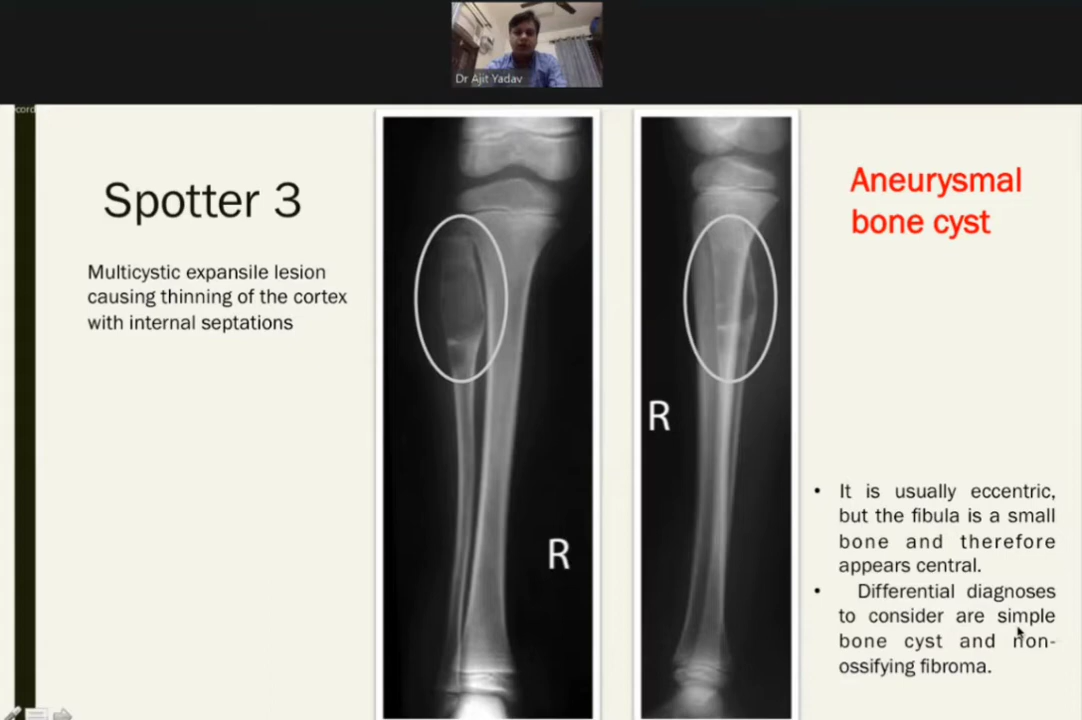 Dr Ajit Yadav
cord
Spotter 3
Multicystic expansile lesion
causing thinning of the cortex
with internal septations
R
R
Aneurysmal
bone cyst
• It is usually eccentric,
but the fibula is a small
bone and therefore
appears central.
• Differential diagnoses
to consider are simple
bone cyst and non-
ossifying fibroma.